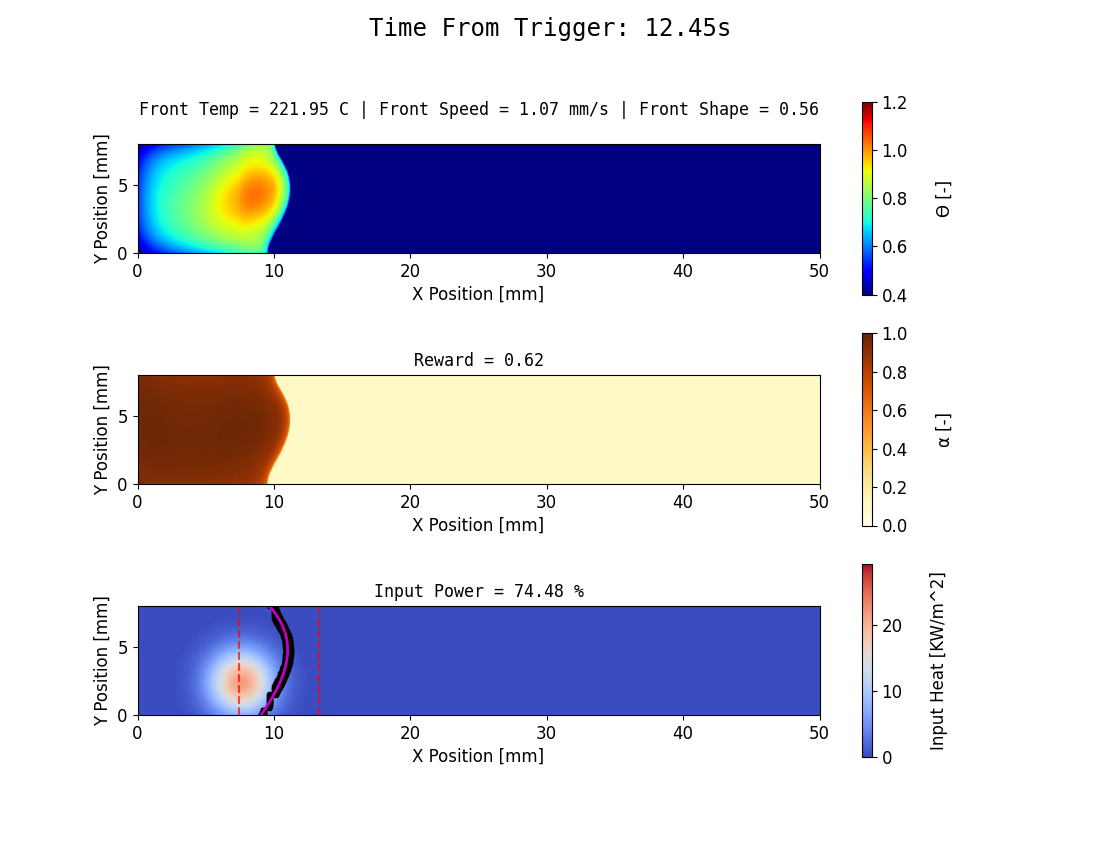 Time From Trigger: 12.45s
Front Temp = 221.95 C | Front Speed = 1.07 mm/s | Front Shape = 0.56
Y Position [mm]
5
0
0 10 20 30 40 50
X Position [mm]
1.2
1.0
0.8
0.6
0.4
Θ [-]
Reward = 0.62
Y Position [mm]
5
0
0 10 20 30 40 50
X Position [mm]
1.0
0.8
0.6
0.4
0.2
0.0
α [-]
Input Power = 74.48 %
Y Position [mm]
5
0
0 10 20 30 40 50
X Position [mm]
20
10
0
Input Heat [KW/m^2]